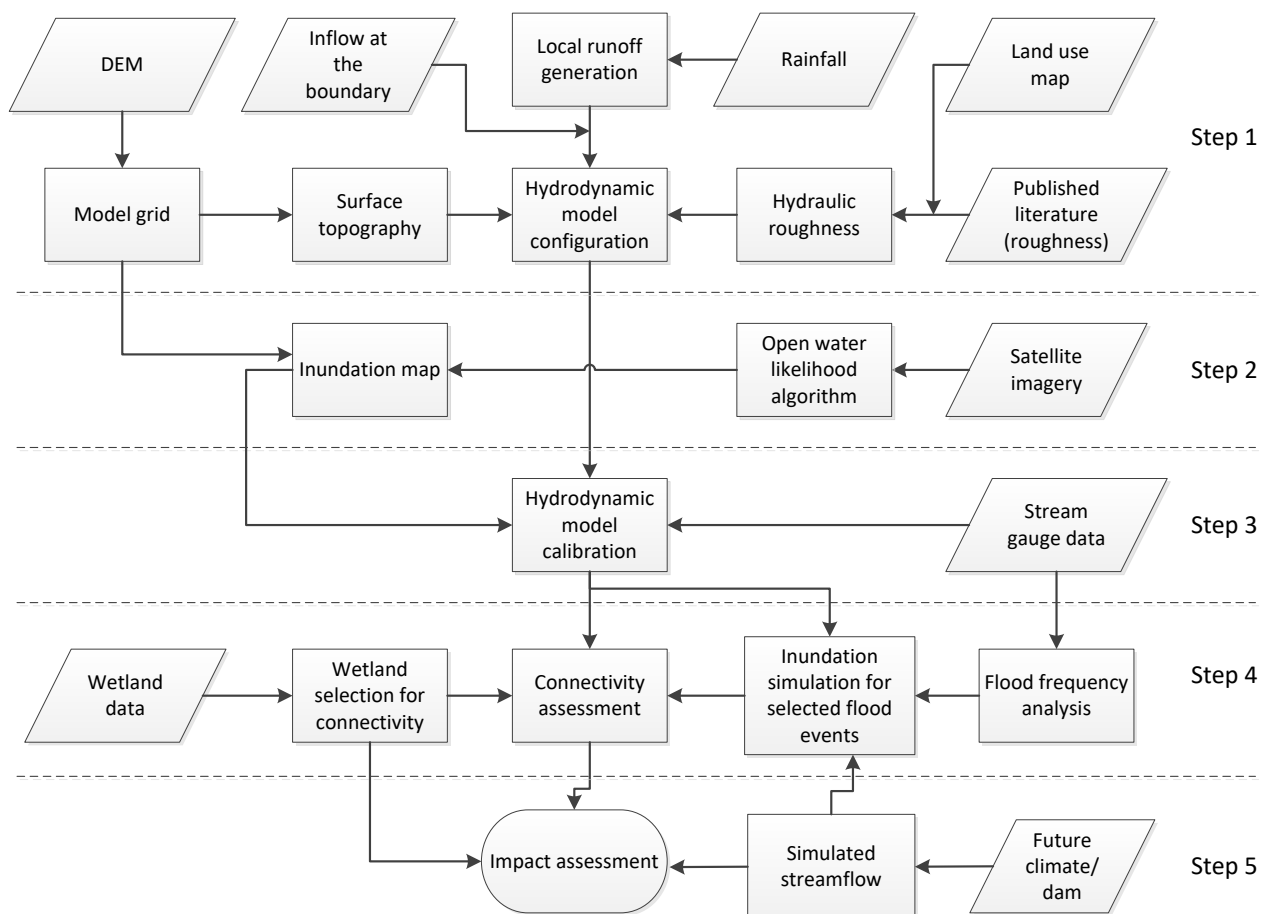 DEM
Inflow at
the
boundary
Local runoff
generation
Rainfall
Land use
map
Step 1
Model grid
Surface
topography
Hydrodynamic
model
configuration
Hydraulic
roughness
Published
literature
(roughness)
Inundation map
Open water
likelihood
algorithm
Satellite
imagery
Step 2
Hydrodynamic
model
calibration
Stream
gauge data
Step 3
Wetland
data
Wetland
selection for
connectivity
Connectivity
assessment
Inundation
simulation for
selected flood
events
Flood frequency
analysis
Step 4
Impact assessment
Simulated
streamflow
Future
climate/
dam
Step 5